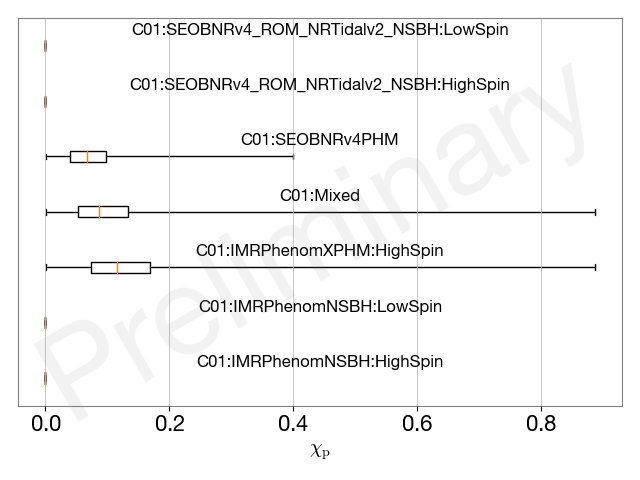 C01:SEOBNRv4_ROM_NRTidalv2_NSBH:LowSpin
C01:SEOBNRv4_ROM_NRTidalv2_NSBH:HighSpin
C01:SEOBNRv4PHM
C01:Mixed
C01:IMRPhenomXPHM:HighSpin
C01:IMRPhenomNSBH:LowSpin
C01:IMRPhenomNSBH:HighSpin
Preliminary
0.0 0.2 0.4 0.6 0.8
χp